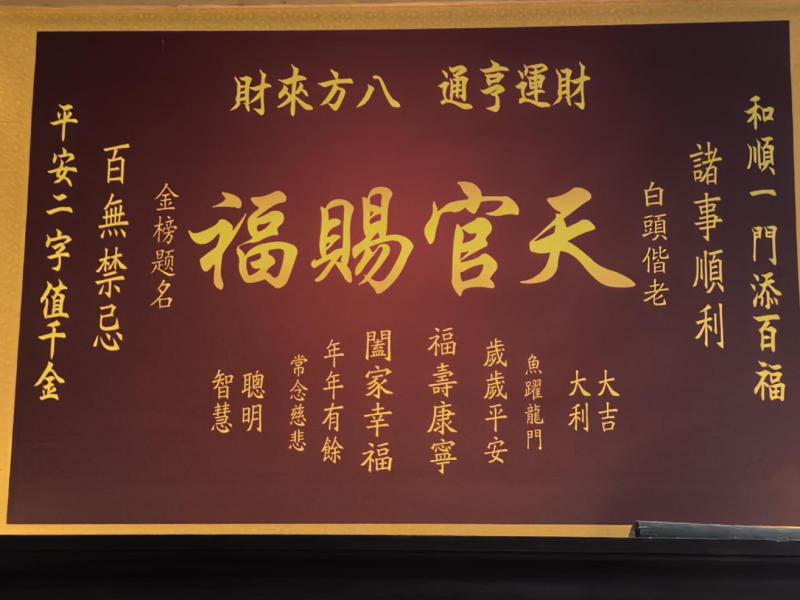 財運亨通 八方來財
天官賜福
和順一門添百福
諸事順利
白頭偕老
大吉
大利
魚躍龍門
歲歲平安
福壽康寧
闔家幸福
年年有餘
常念慈悲
聰明
智慧
金榜题名
百無禁忌
平安二字值千金